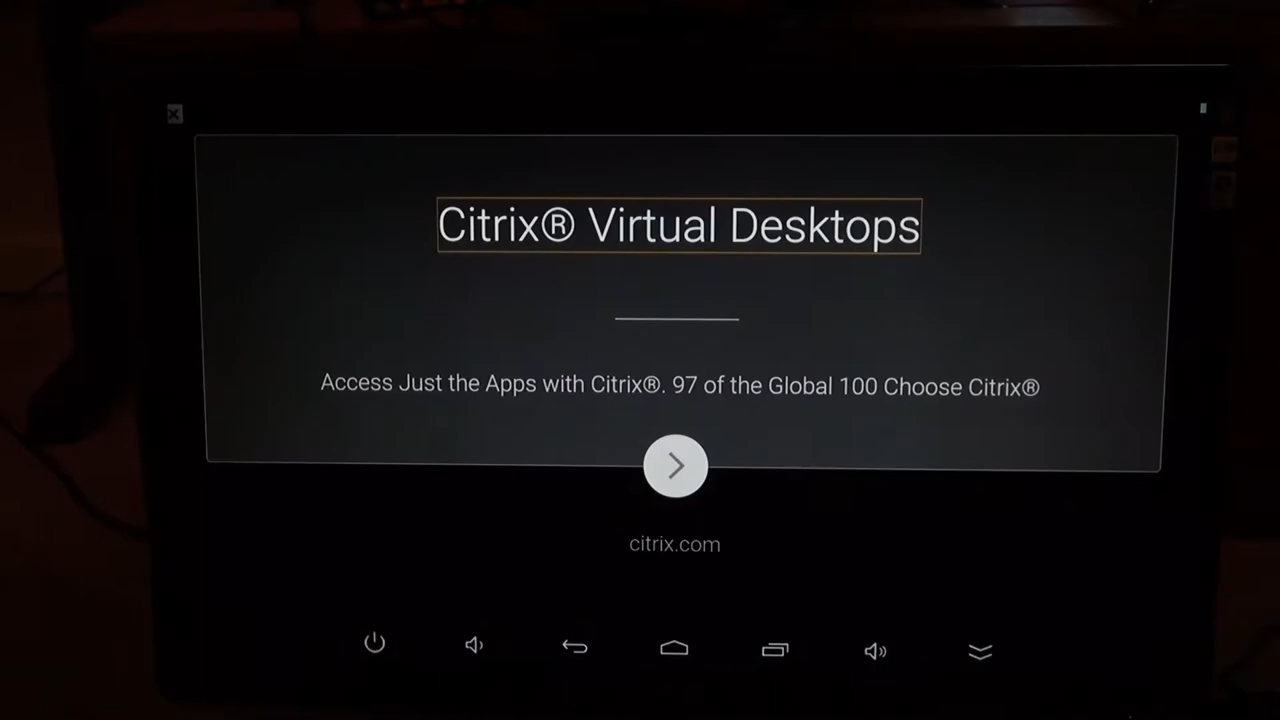 Citrix® Virtual Desktops
Access Just the Apps with Citrix®. 97 of the Global 100 Choose Citrix®
citrix.com